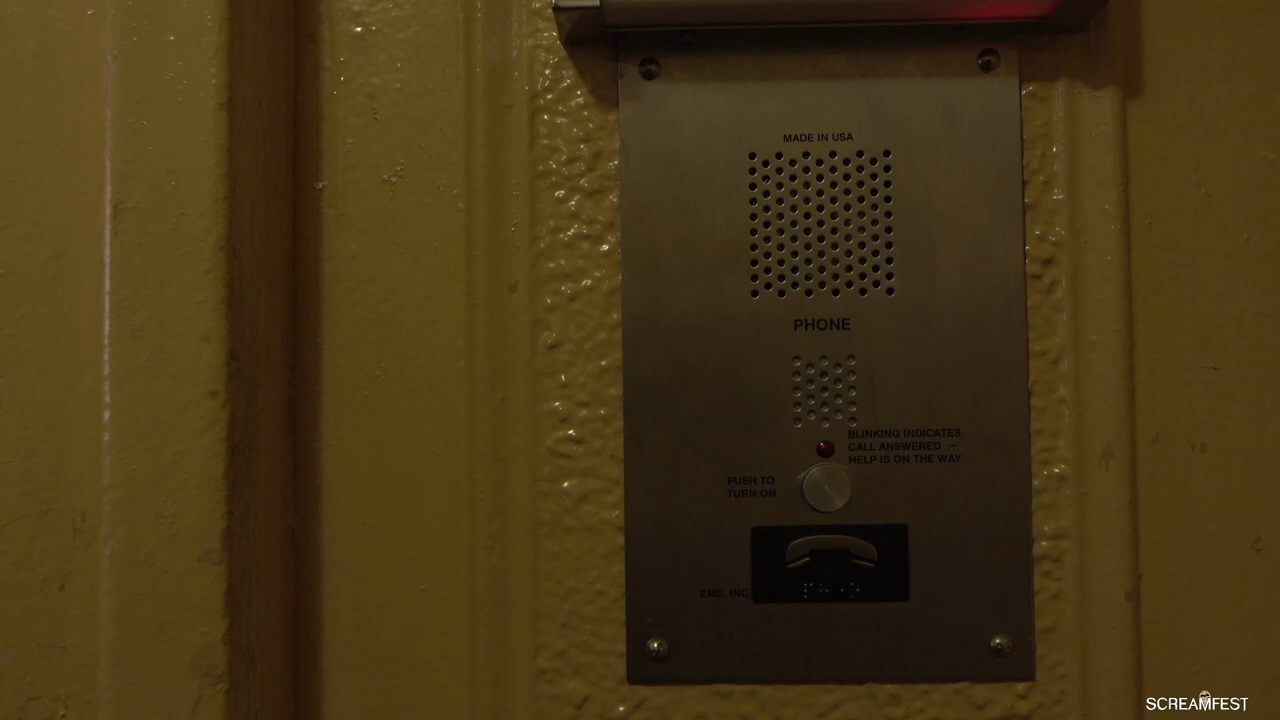 MADE IN USA
PHONE
BLINKING INDICATES
CALL ANSWERED —
HELP IS ON THE WAY
PUSH TO
TURN ON
EMS, INC
SCREAMFEST